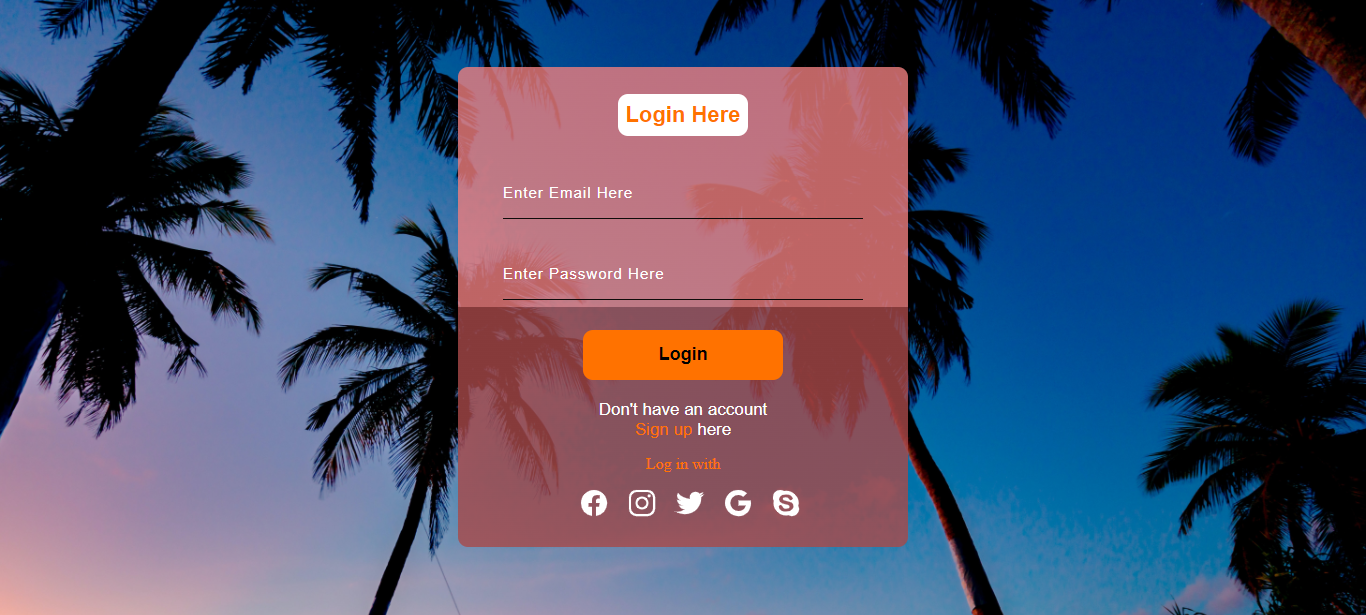 Login Here
Enter Email Here
Enter Password Here
Login
Don't have an account
Sign up here
Log in with